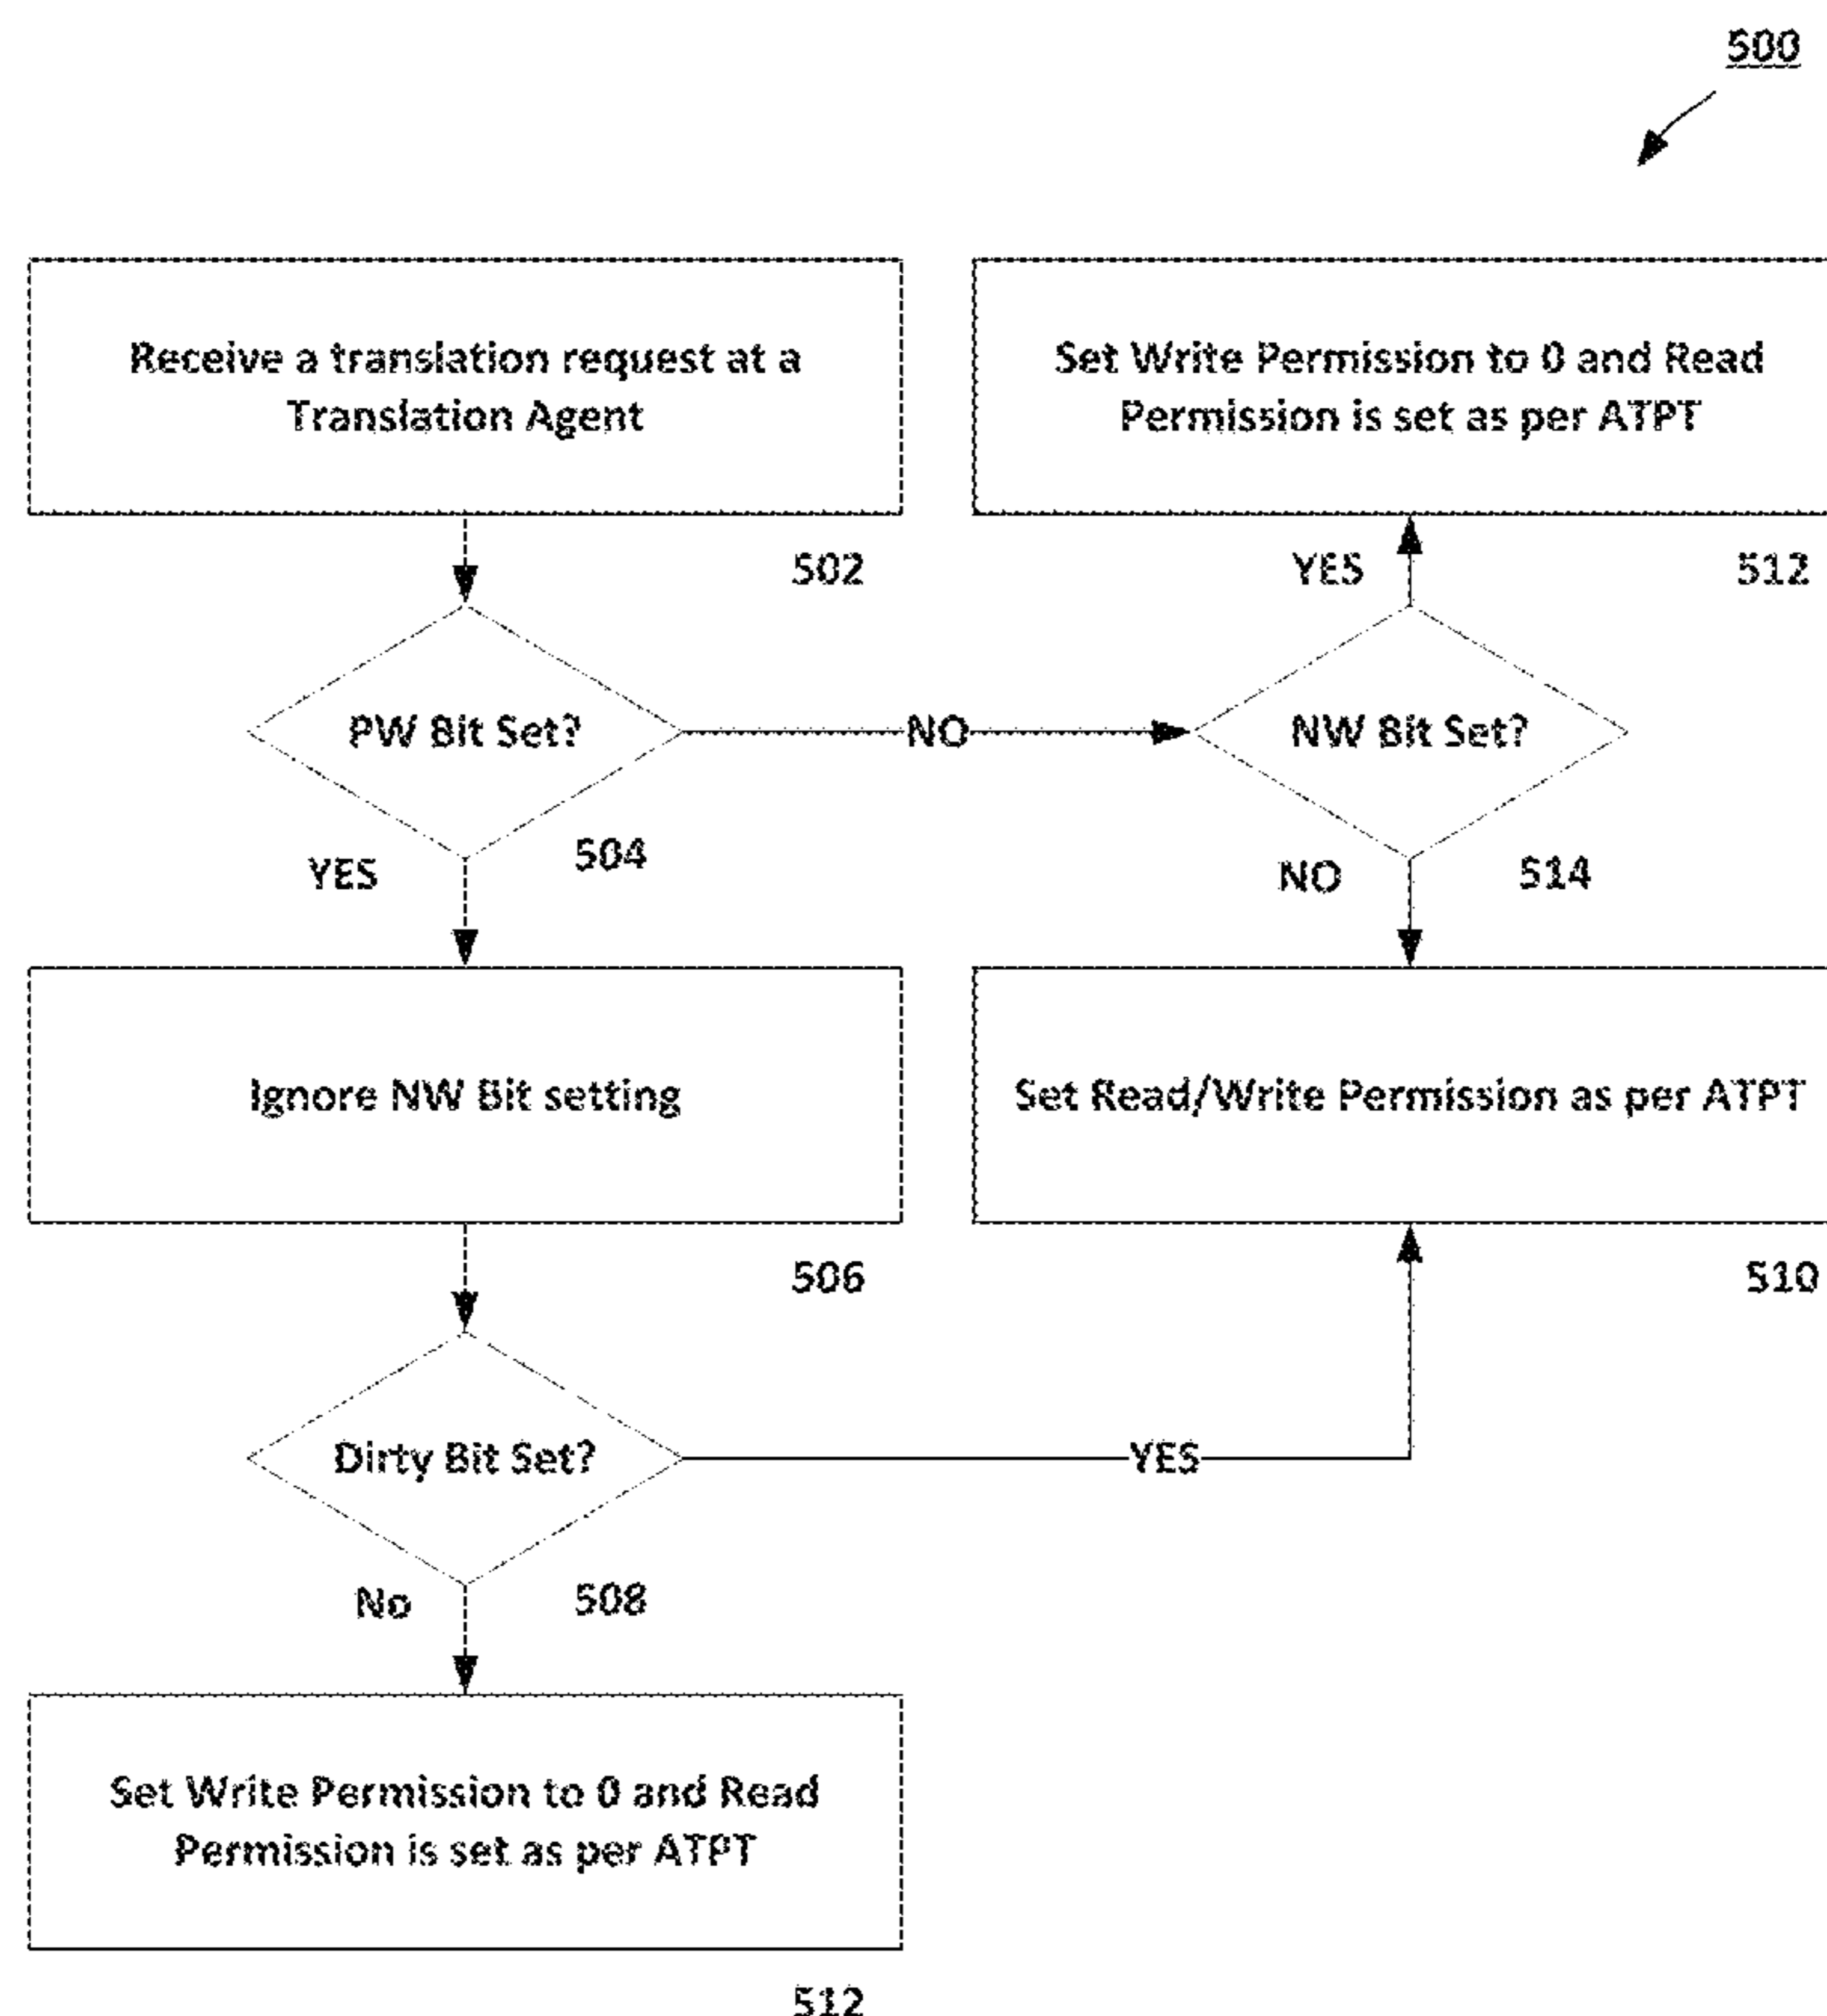 500
Receive a translation request at a
Translation Agent
502
Set Write Permission to 0 and Read
Permission is set as per ATPT
512
YES
PW Bit Set?
504
NO
NW Bit Set?
514
YES
NO
Ignore NW Bit setting
506
Set Read/Write Permission as per ATPT
510
Dirty Bit Set?
508
YES
No
Set Write Permission to 0 and Read
Permission is set as per ATPT
512